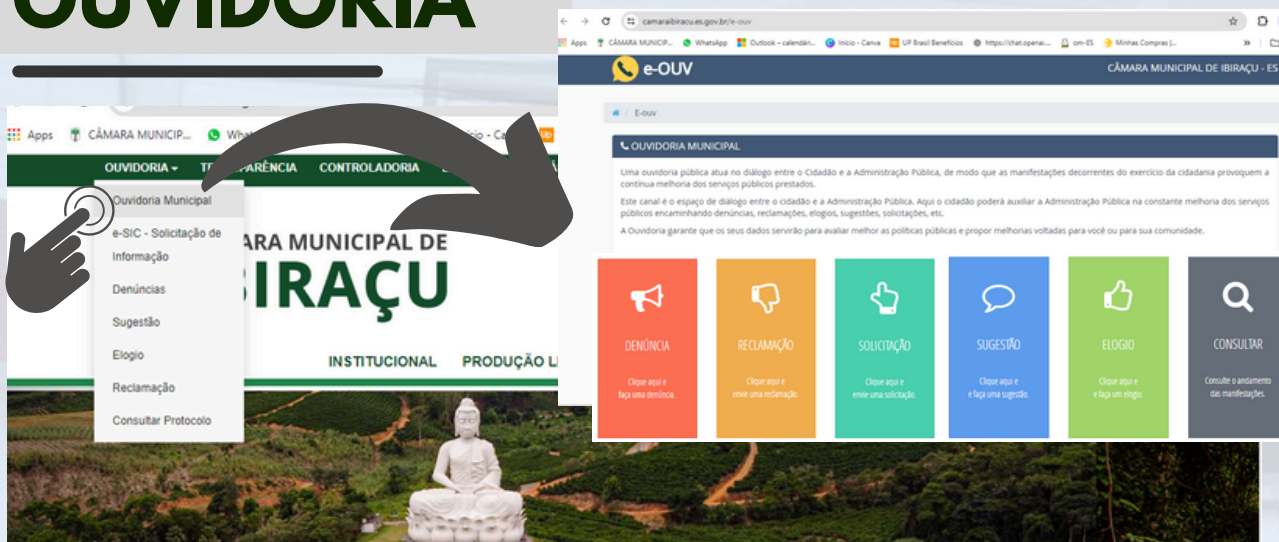 OUVIDORIA
camaraibiracu.es.gov.br/e-ouv
Apps CÂMARA MUNICIP... WhatsApp Outlook – calendári... Início - Canva UP Brasil Benefícios https://chat.openai.... om-ES Minhas Compras |... »
e-OUV
CÂMARA MUNICIPAL DE IBIRAÇU - ES
/ E-ouv
OUVIDORIA MUNICIPAL
Uma ouvidoria pública atua no diálogo entre o Cidadão e a Administração Pública, de modo que as manifestações decorrentes do exercício da cidadania provoquem a
contínua melhoria dos serviços públicos prestados.
Este canal é o espaço de diálogo entre o cidadão e a Administração Pública. Aqui o cidadão poderá auxiliar a Administração Pública na constante melhoria dos serviços
públicos encaminhando denúncias, reclamações, elogios, sugestões, solicitações, etc.
A Ouvidoria garante que os seus dados servirão para avaliar melhor as políticas públicas e propor melhorias voltadas para você ou para sua comunidade.
DENÚNCIA
Clique aqui e
faça uma denúncia.
RECLAMAÇÃO
Clique aqui e
envie uma reclamação.
SOLICITAÇÃO
Clique aqui e
envie uma solicitação.
SUGESTÃO
Clique aqui e
e faça uma sugestão.
ELOGIO
Clique aqui e
e faça um elogio.
CONSULTAR
Consulte o andamento
das manifestações.
Apps CÂMARA MUNICIP...
OUVIDORIA CONTROLADORIA
Ouvidoria Municipal
e-SIC - Solicitação de
Informação
Denúncias
Sugestão
Elogio
Reclamação
Consultar Protocolo
ARA MUNICIPAL DE
IBIRAÇU
INSTITUCIONAL PRODUÇÃO